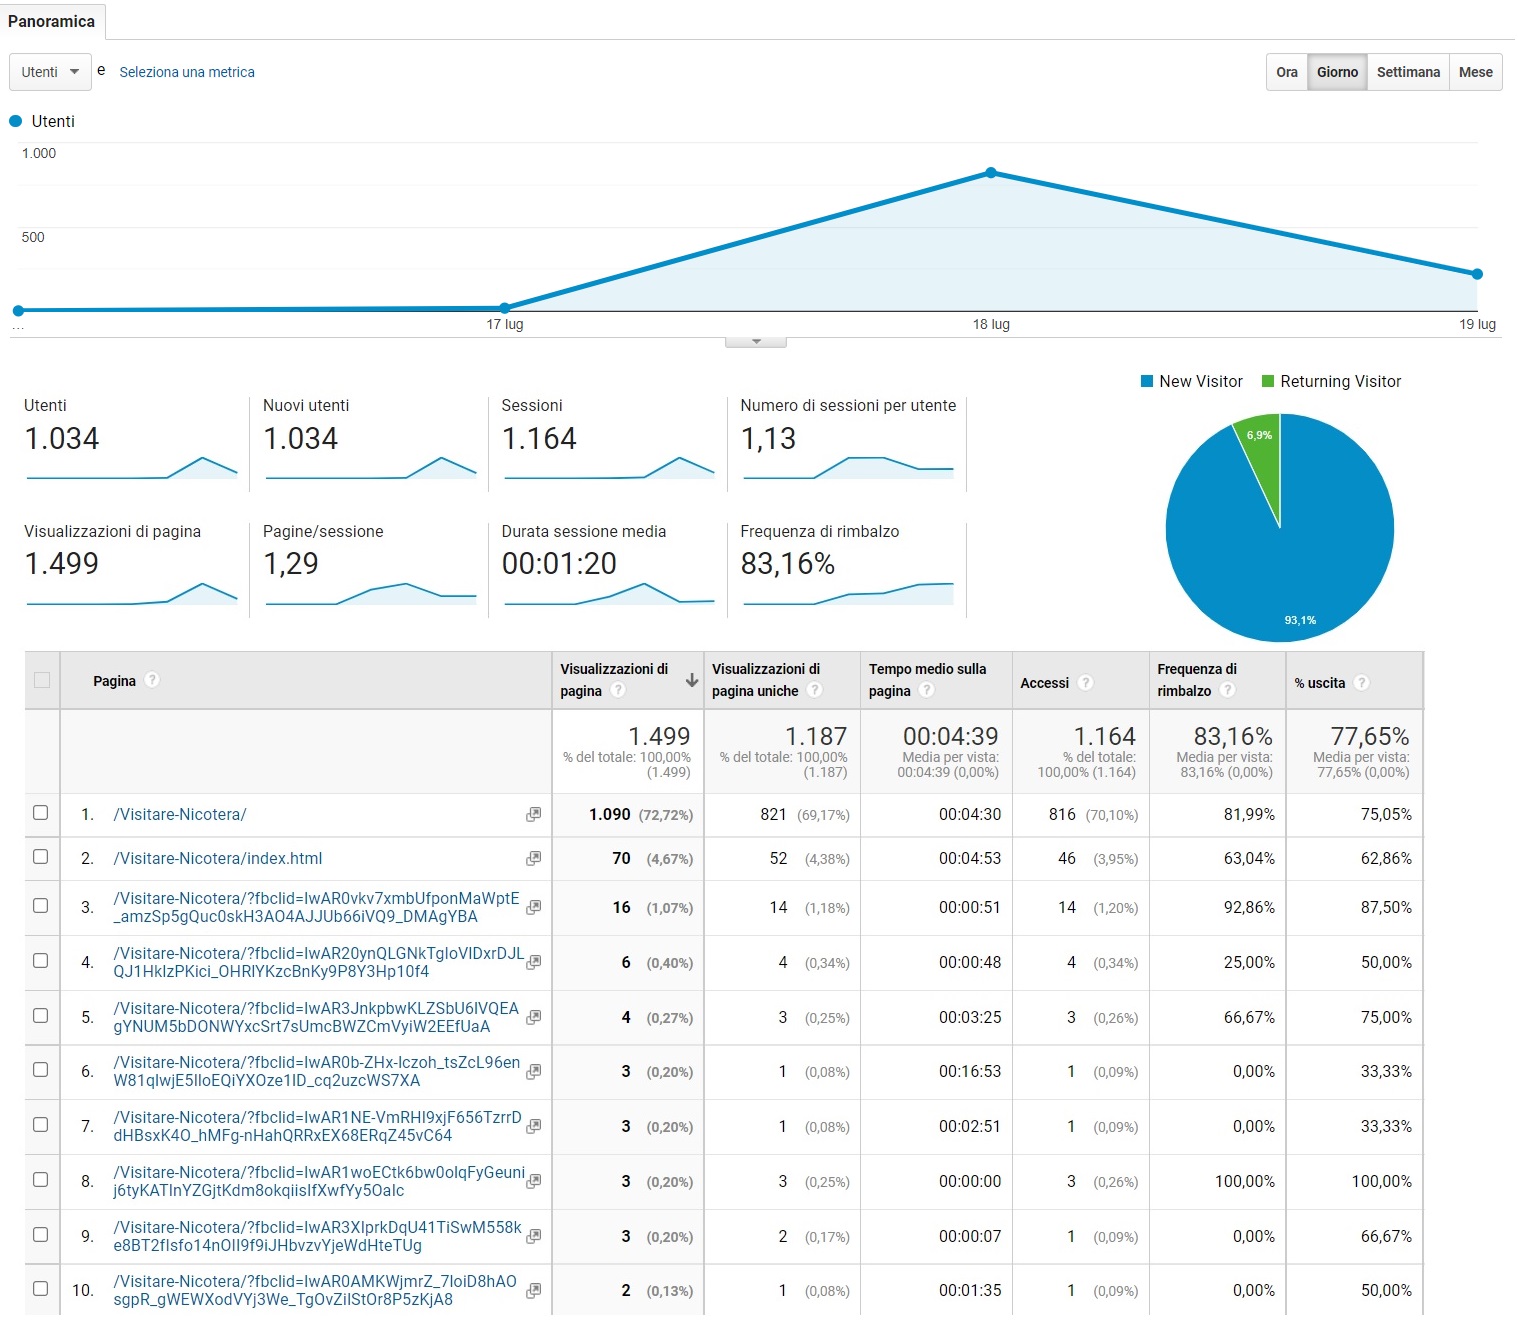 Panoramica
Utenti e Seleziona una metrica
Ora Giorno Settimana Mese
Utenti
1.000
500
... 17 lug 18 lug 19 lug
New Visitor Returning Visitor
6,9%
93,1%
Utenti Nuovi utenti Sessioni Numero di sessioni per utente
1.034 1.034 1.164 1,13
Visualizzazioni di pagina Pagine/sessione Durata sessione media Frequenza di rimbalzo
1.499 1,29 00:01:20 83,16%
Pagina ? Visualizzazioni di pagina ? Visualizzazioni di pagina uniche ? Tempo medio sulla pagina ? Accessi ? Frequenza di rimbalzo ? % uscita ?
1.499 1.187 00:04:39 1.164 83,16% 77,65%
% del totale: 100,00% % del totale: 100,00% Media per vista: % del totale: Media per vista: Media per vista:
(1.499) (1.187) 00:04:39 (0,00%) 100,00% (1.164) 83,16% (0,00%) 77,65% (0,00%)
1. /Visitare-Nicotera/ 1.090 (72,72%) 821 (69,17%) 00:04:30 816 (70,10%) 81,99% 75,05%
2. /Visitare-Nicotera/index.html 70 (4,67%) 52 (4,38%) 00:04:53 46 (3,95%) 63,04% 62,86%
3. /Visitare-Nicotera/?fbclid=IwAR0vkv7xmbUfponMaWptE
_amzSp5gQuc0skH3AO4AJJUb66iVQ9_DMAgYBA 16 (1,07%) 14 (1,18%) 00:00:51 14 (1,20%) 92,86% 87,50%
4. /Visitare-Nicotera/?fbclid=IwAR20ynQLGNkTgIoVIDxrDJL
QJ1HkIzPKici_OHRlYKzcBnKy9P8Y3Hp10f4 6 (0,40%) 4 (0,34%) 00:00:48 4 (0,34%) 25,00% 50,00%
5. /Visitare-Nicotera/?fbclid=IwAR3JnkpbwKLZSbU6IVQEA
gYNUM5bDONWYxcSrt7sUmcBWZCmVyiW2EEfUaA 4 (0,27%) 3 (0,25%) 00:03:25 3 (0,26%) 66,67% 75,00%
6. /Visitare-Nicotera/?fbclid=IwAR0b-ZHx-Iczoh_tsZcL96en
W81qIwjE5IIoEQiYXOze1ID_cq2uzcWS7XA 3 (0,20%) 1 (0,08%) 00:16:53 1 (0,09%) 0,00% 33,33%
7. /Visitare-Nicotera/?fbclid=IwAR1NE-VmRHI9xjF656TzrrD
dHBsxK4O_hMFg-nHahQRRxEX68ERqZ45vC64 3 (0,20%) 1 (0,08%) 00:02:51 1 (0,09%) 0,00% 33,33%
8. /Visitare-Nicotera/?fbclid=IwAR1woECtk6bw0oIqFyGeuni
j6tyKATInYZGjtKdm8okqiisIfXwfYy5OaIc 3 (0,20%) 3 (0,25%) 00:00:00 3 (0,26%) 100,00% 100,00%
9. /Visitare-Nicotera/?fbclid=IwAR3XIprkDqU41TiSwM558k
e8BT2fIsfo14nOII9f9iJHbvzvYjeWdHteTUg 3 (0,20%) 2 (0,17%) 00:00:07 1 (0,09%) 0,00% 66,67%
10. /Visitare-Nicotera/?fbclid=IwAR0AMKWjmrZ_7IoiD8hAO
sgpR_gWEWXodVYj3We_TgOvZiIStOr8P5zKjA8 2 (0,13%) 1 (0,08%) 00:01:35 1 (0,09%) 0,00% 50,00%